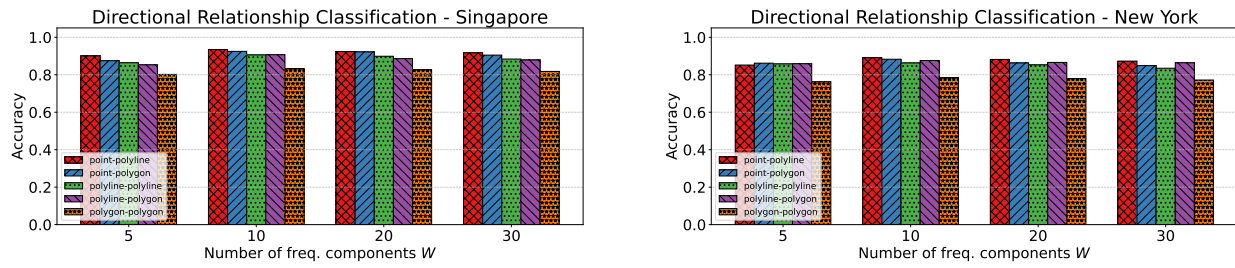 Directional Relationship Classification - Singapore
1.0
0.8
0.6
0.4
0.2
0.0
Accuracy
point-polyline
point-polygon
polyline-polyline
polyline-polygon
polygon-polygon
5 10 20 30
Number of freq. components W
Directional Relationship Classification - New York
1.0
0.8
0.6
0.4
0.2
0.0
Accuracy
point-polyline
point-polygon
polyline-polyline
polyline-polygon
polygon-polygon
5 10 20 30
Number of freq. components W